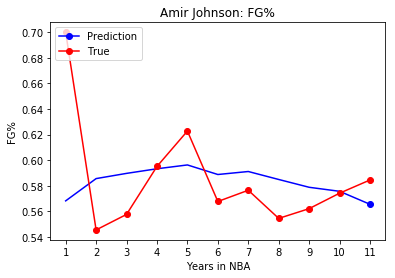 Amir Johnson: FG%
Prediction
True
FG%
0.70
0.68
0.66
0.64
0.62
0.60
0.58
0.56
0.54
1 2 3 4 5 6 7 8 9 10 11
Years in NBA